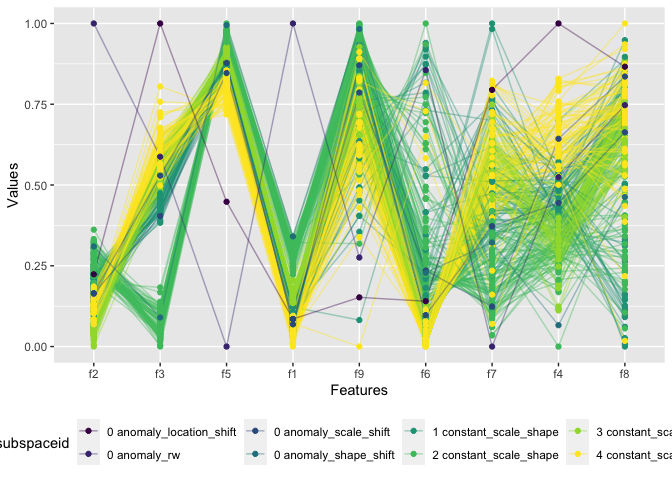 1.00
0.75
0.50
0.25
0.00
Values
f2 f3 f5 f1 f9 f6 f7 f4 f8
Features
subspaceid
0 anomaly_location_shift 0 anomaly_scale_shift 1 constant_scale_shape 3 constant_sca
0 anomaly_rw 0 anomaly_shape_shift 2 constant_scale_shape 4 constant_sca